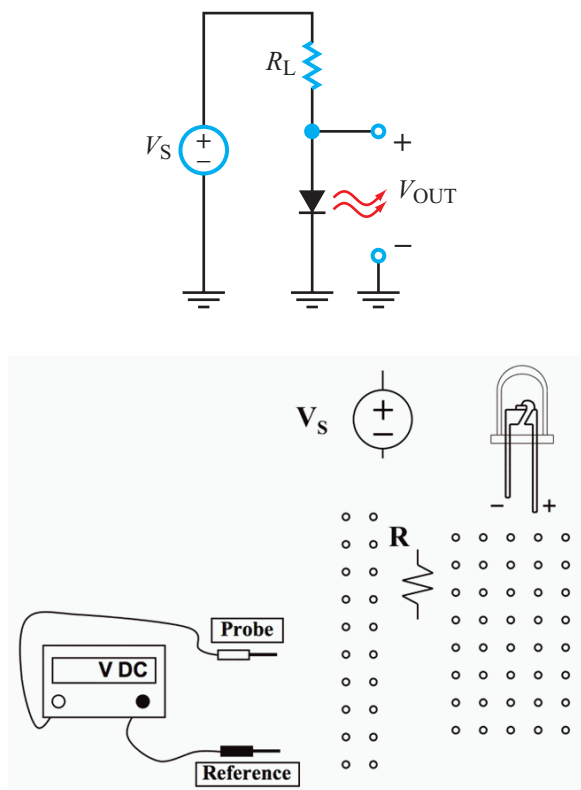 R_L
V_S
+
−
+
V_OUT
−
V_S
+
−
− +
R
Probe
V DC
Reference